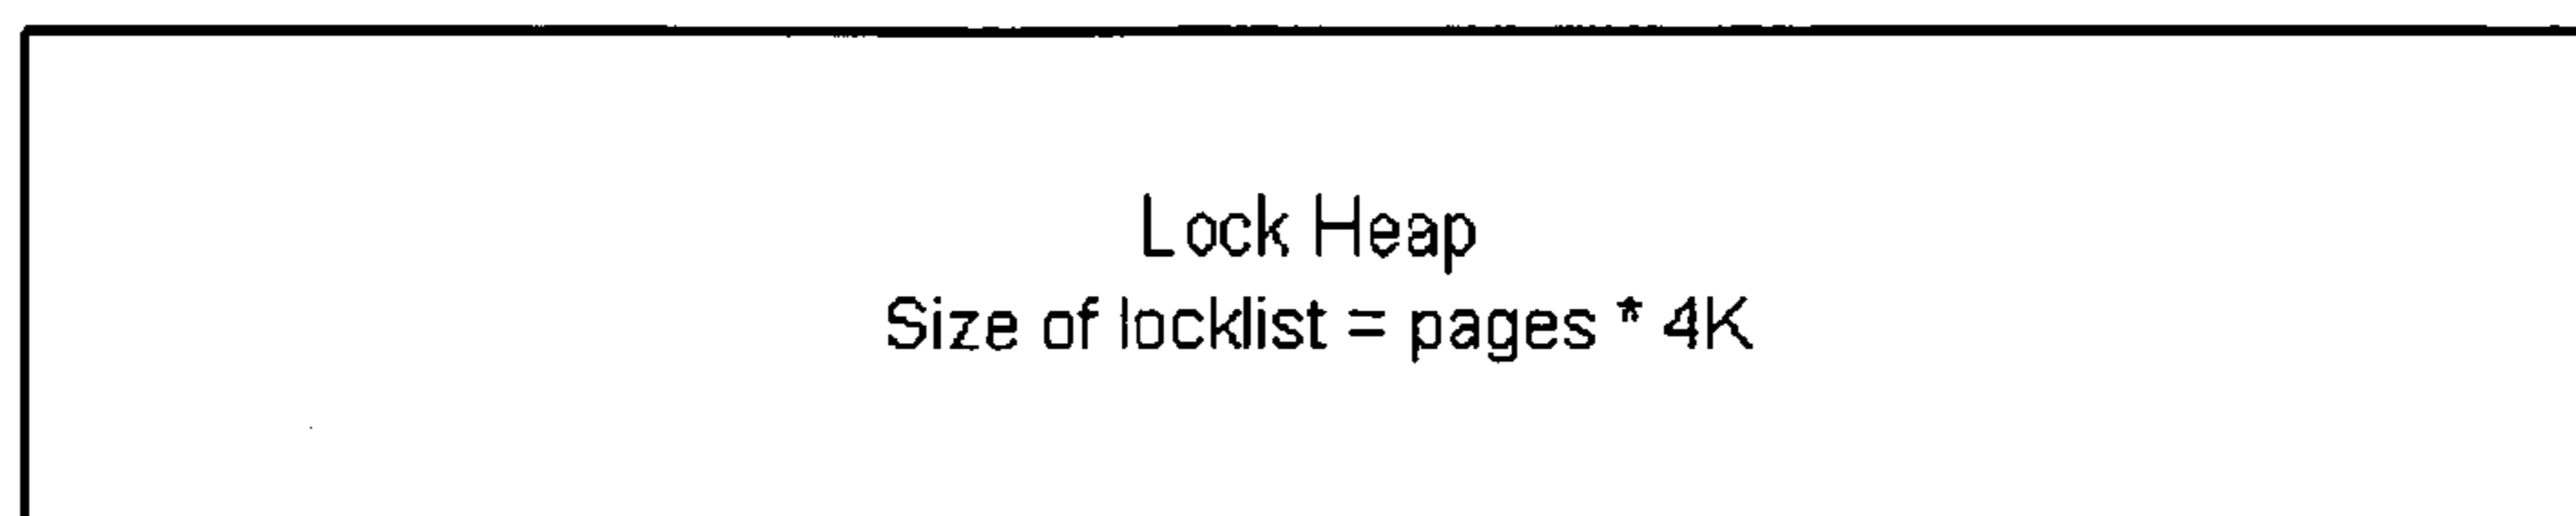 Lock Heap
Size of locklist = pages * 4K